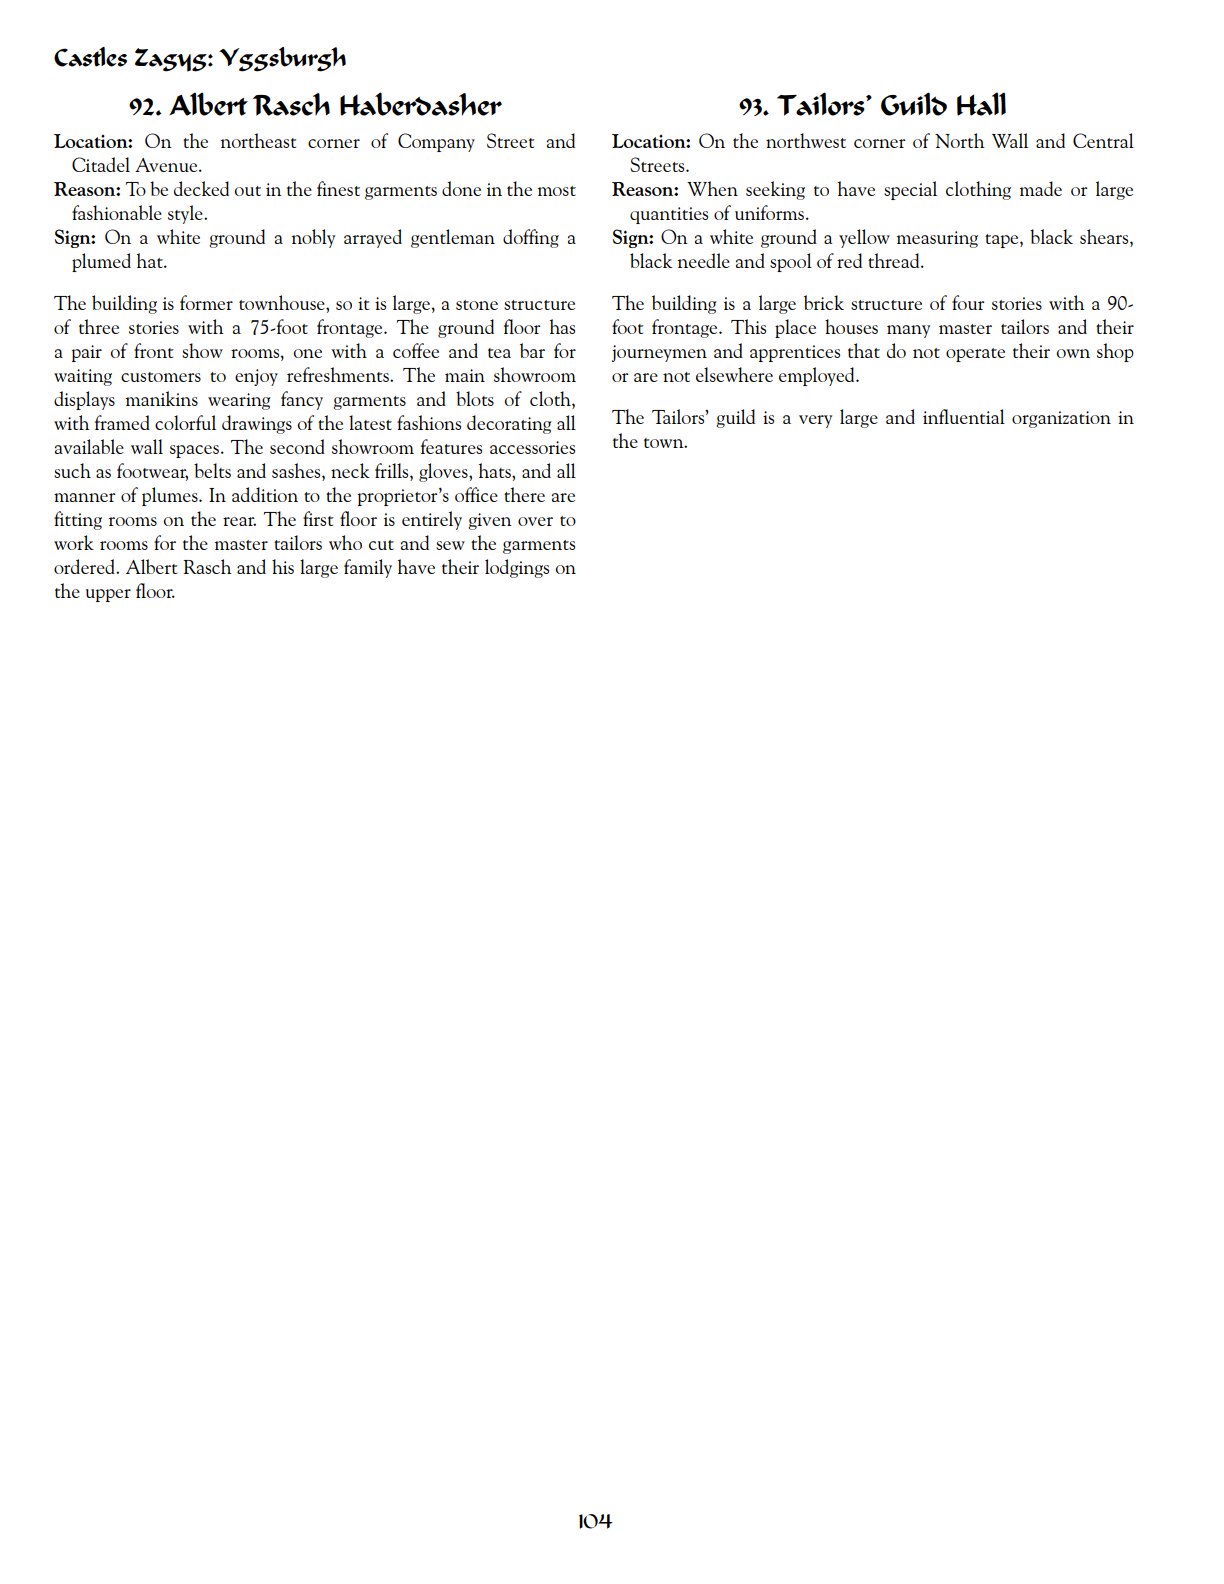 Castles Zagyg: Yggsburgh
92. Albert Rasch Haberdasher
Location: On the northeast corner of Company Street and
Citadel Avenue.
Reason: To be decked out in the finest garments done in the most
fashionable style.
Sign: On a white ground a nobly arrayed gentleman doffing a
plumed hat.
The building is former townhouse, so it is large, a stone structure
of three stories with a 75-foot frontage. The ground floor has
a pair of front show rooms, one with a coffee and tea bar for
waiting customers to enjoy refreshments. The main showroom
displays manikins wearing fancy garments and blots of cloth,
with framed colorful drawings of the latest fashions decorating all
available wall spaces. The second showroom features accessories
such as footwear, belts and sashes, neck frills, gloves, hats, and all
manner of plumes. In addition to the proprietor's office there are
fitting rooms on the rear. The first floor is entirely given over to
work rooms for the master tailors who cut and sew the garments
ordered. Albert Rasch and his large family have their lodgings on
the upper floor.
93. Tailors' Guild Hall
Location: On the northwest corner of North Wall and Central
Streets.
Reason: When seeking to have special clothing made or large
quantities of uniforms.
Sign: On a white ground a yellow measuring tape, black shears,
black needle and spool of red thread.
The building is a large brick structure of four stories with a 90-
foot frontage. This place houses many master tailors and their
journeymen and apprentices that do not operate their own shop
or are not elsewhere employed.
The Tailors' guild is a very large and influential organization in
the town.
104